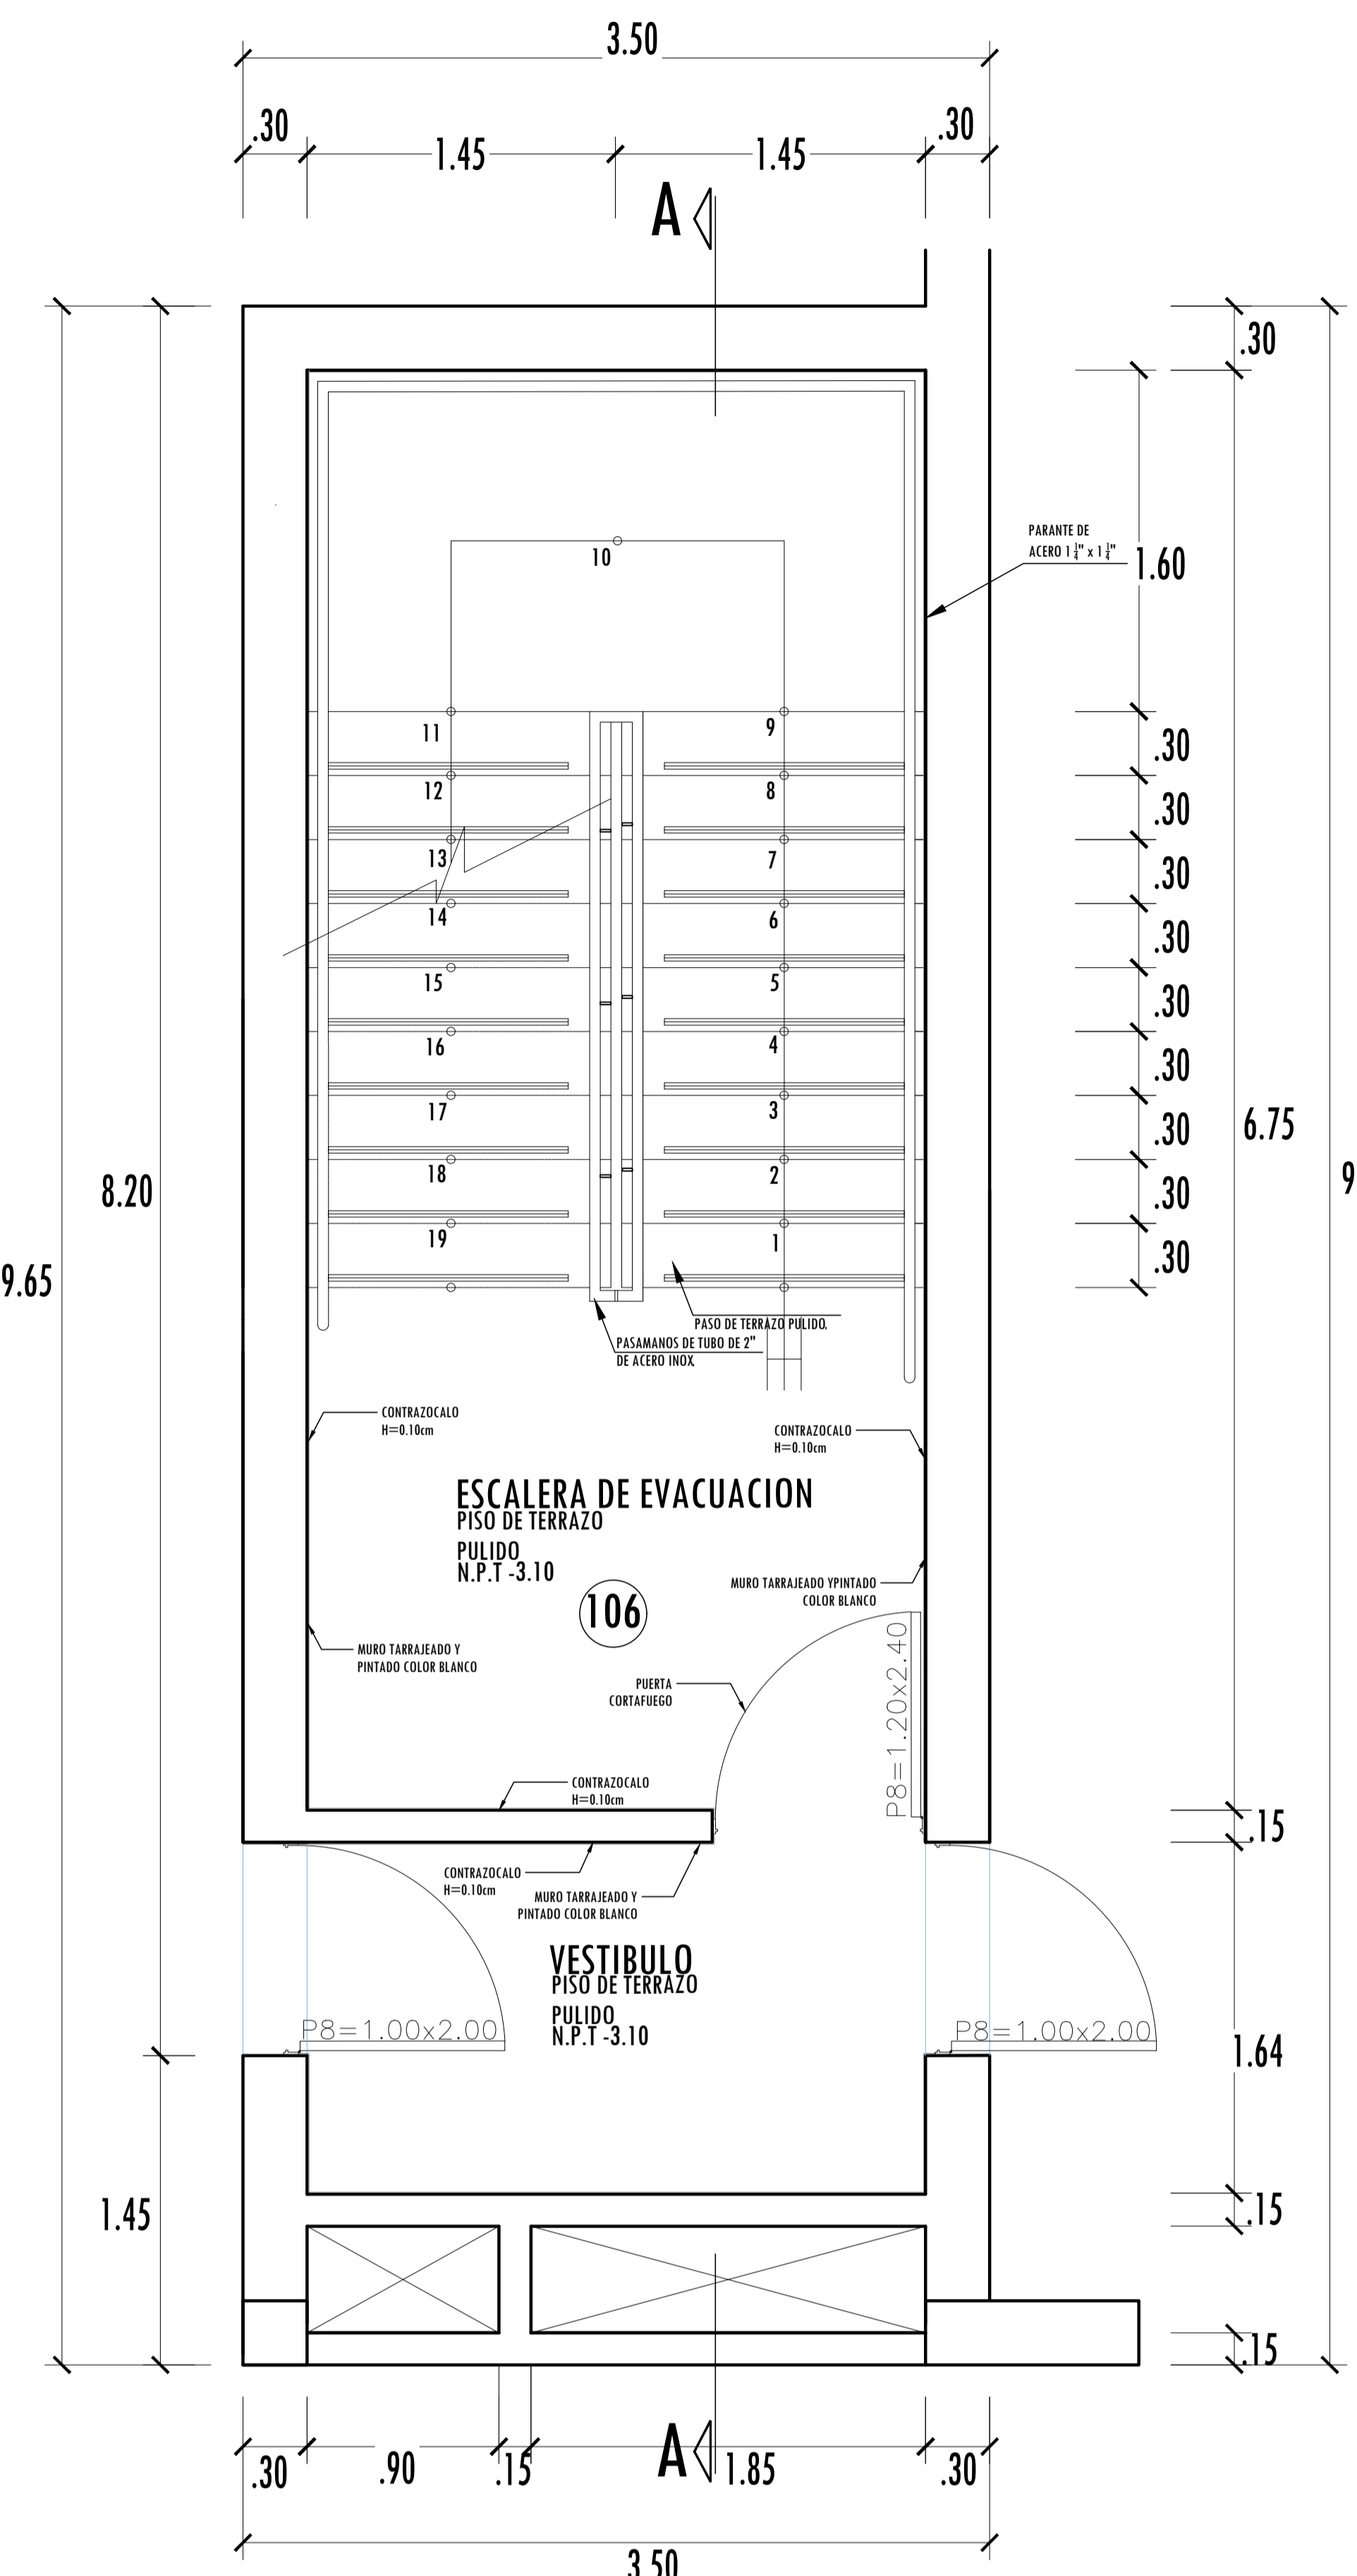 3.50
.30
1.45
1.45
.30
A
.30
PARANTE DE
ACERO 1 1/4" x 1 1/4"
1.60
10
11
9
.30
12
8
.30
13
7
.30
14
6
.30
15
5
.30
16
4
.30
17
3
.30
6.75
9
18
2
.30
8.20
19
1
.30
9.65
PASO DE TERRAZO PULIDO.
PASAMANOS DE TUBO DE 2"
DE ACERO INOX.
CONTRAZOCALO
H=0.10cm
CONTRAZOCALO
H=0.10cm
ESCALERA DE EVACUACION
PISO DE TERRAZO
PULIDO
N.P.T -3.10
106
MURO TARRAJEADO YPINTADO
COLOR BLANCO
MURO TARRAJEADO Y
PINTADO COLOR BLANCO
PUERTA
CORTAFUEGO
P8=1.20x2.40
CONTRAZOCALO
H=0.10cm
.15
CONTRAZOCALO
H=0.10cm
MURO TARRAJEADO Y
PINTADO COLOR BLANCO
VESTIBULO
PISO DE TERRAZO
PULIDO
N.P.T -3.10
P8=1.00x2.00
P8=1.00x2.00
1.64
1.45
.15
.15
.30
.90
.15
A
1.85
.30
3.50